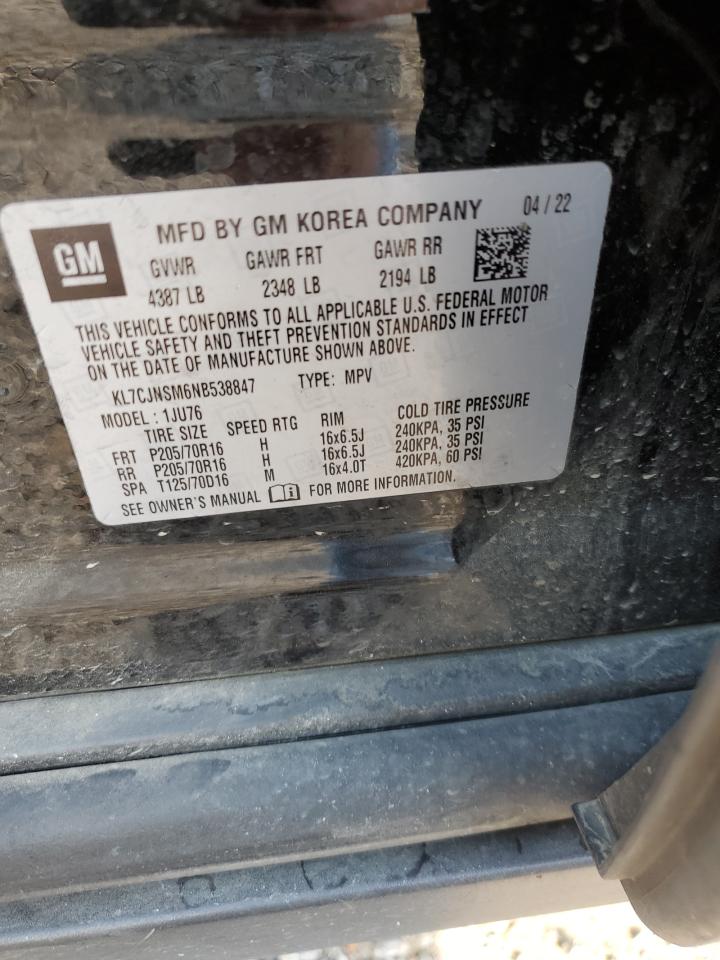 GM
MFD BY GM KOREA COMPANY 04 / 22
GVWR GAWR FRT GAWR RR
4387 LB 2348 LB 2194 LB
THIS VEHICLE CONFORMS TO ALL APPLICABLE U.S. FEDERAL MOTOR
VEHICLE SAFETY AND THEFT PREVENTION STANDARDS IN EFFECT
ON THE DATE OF MANUFACTURE SHOWN ABOVE.
KL7CJNSM6NB538847 TYPE: MPV
MODEL : 1JU76
TIRE SIZE SPEED RTG RIM COLD TIRE PRESSURE
FRT P205/70R16 H 16x6.5J 240KPA, 35 PSI
RR P205/70R16 H 16x6.5J 240KPA, 35 PSI
SPA T125/70D16 M 16x4.0T 420KPA, 60 PSI
SEE OWNER'S MANUAL FOR MORE INFORMATION.